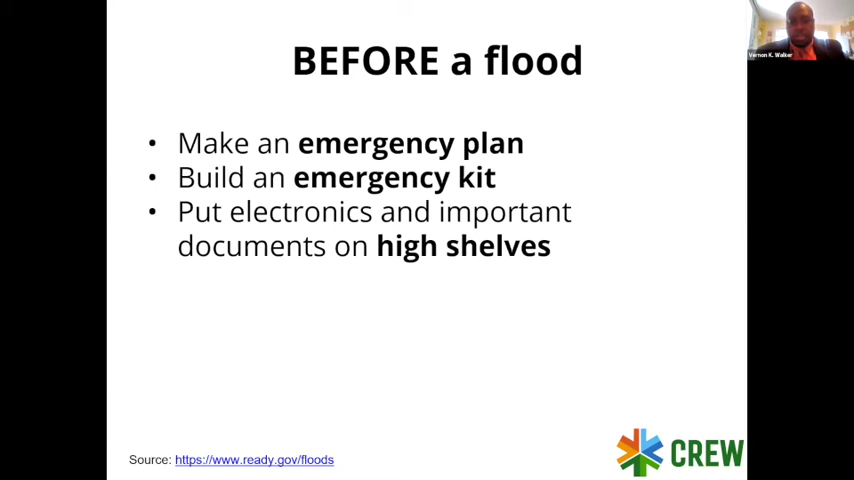 BEFORE a flood
Vernon K. Walker
• Make an emergency plan
• Build an emergency kit
• Put electronics and important
documents on high shelves
Source: https://www.ready.gov/floods
CREW